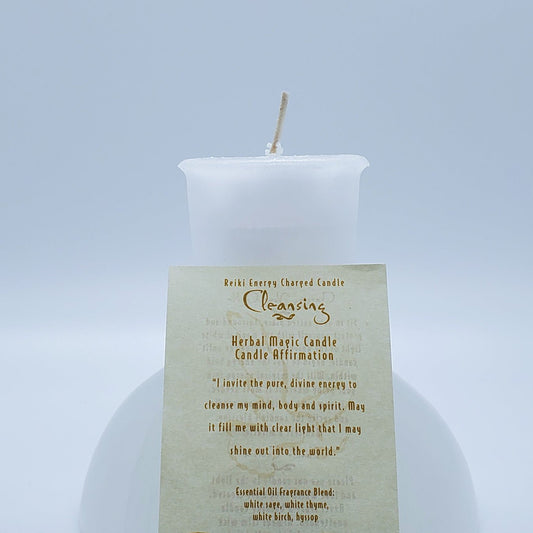 Reiki Energy Charged Candle
Cleansing
Herbal Magic Candle
Candle Affirmation
"I invite the pure, divine energy to
cleanse my mind, body and spirit. May
it fill me with clear light that I may
shine out into the world."
Essential Oil Fragrance Blend:
white sage, white thyme,
white birch, hyssop